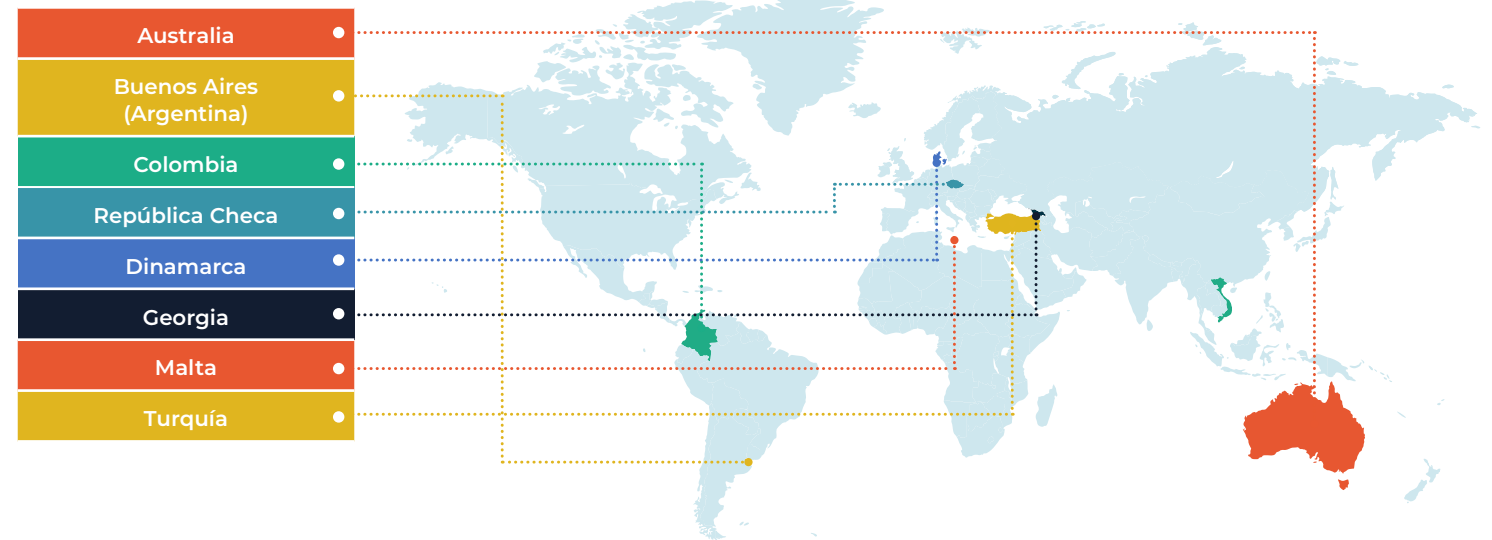 Australia
Buenos Aires
(Argentina)
Colombia
República Checa
Dinamarca
Georgia
Malta
Turquía